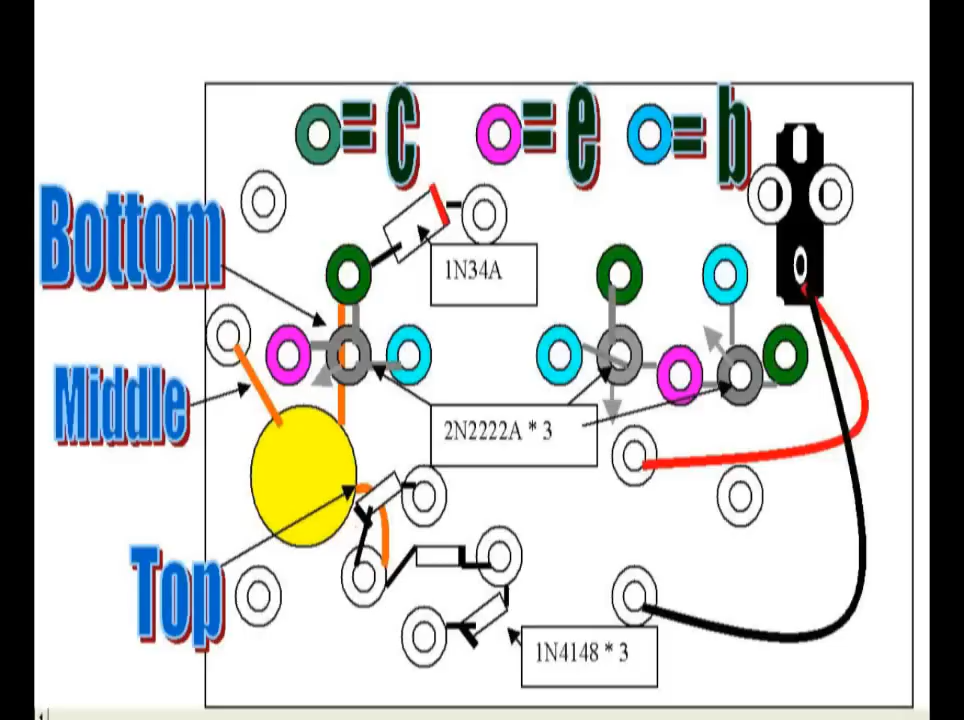 = c = e = b
Bottom
1N34A
Middle
2N2222A * 3
Top
1N4148 * 3